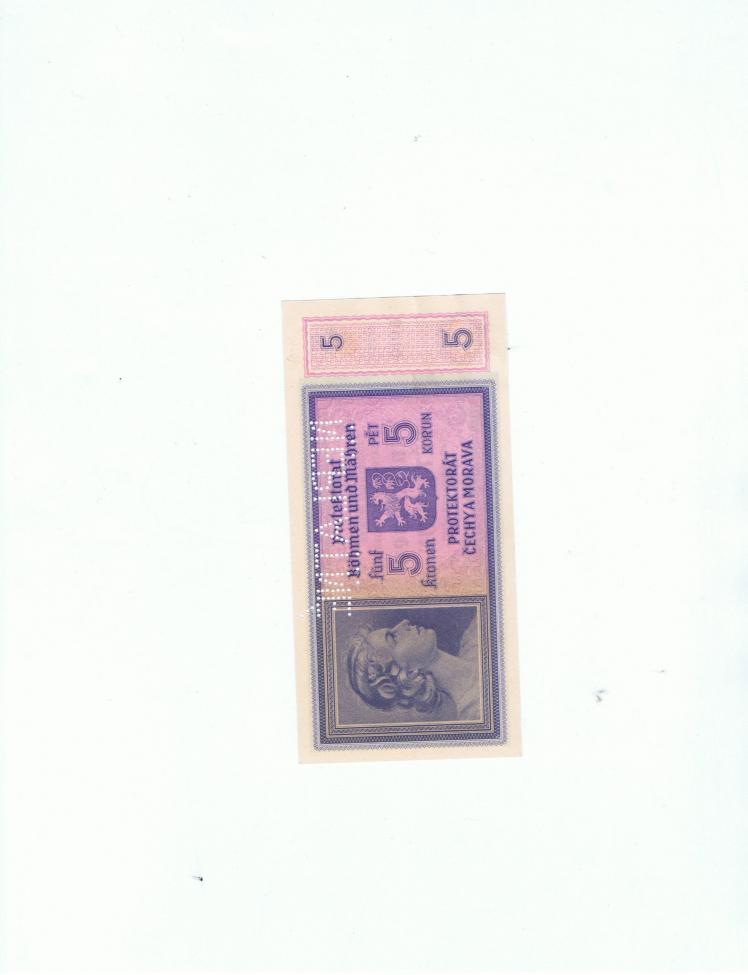 5
5
Protektorat
Böhmen und Mähren
fünf
5
Kronen
PĚT
5
KORUN
PROTEKTORÁT
ČECHY A MORAVA